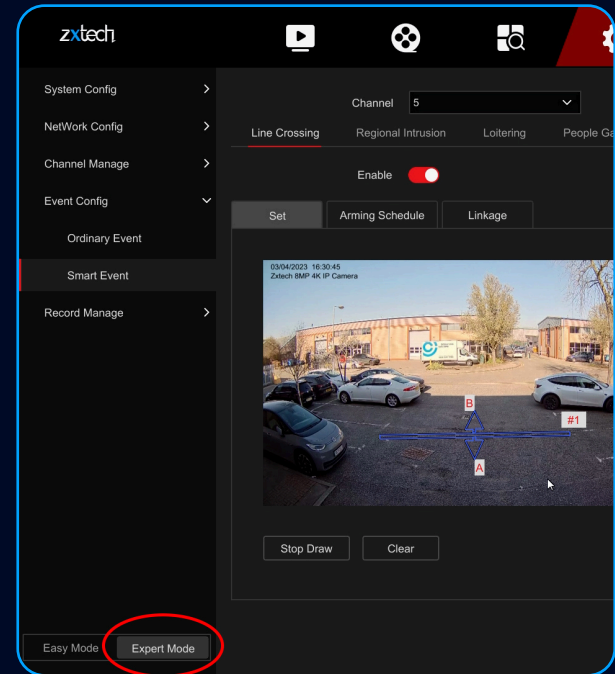 zxtech
System Config
NetWork Config
Channel Manage
Event Config
Ordinary Event
Smart Event
Record Manage
Easy Mode Expert Mode
Channel 5
Line Crossing Regional Intrusion Loitering People Ga
Enable
Set Arming Schedule Linkage
03/04/2023 16:30:45
Zxtech 8MP 4K IP Camera
B
#1
A
Stop Draw Clear